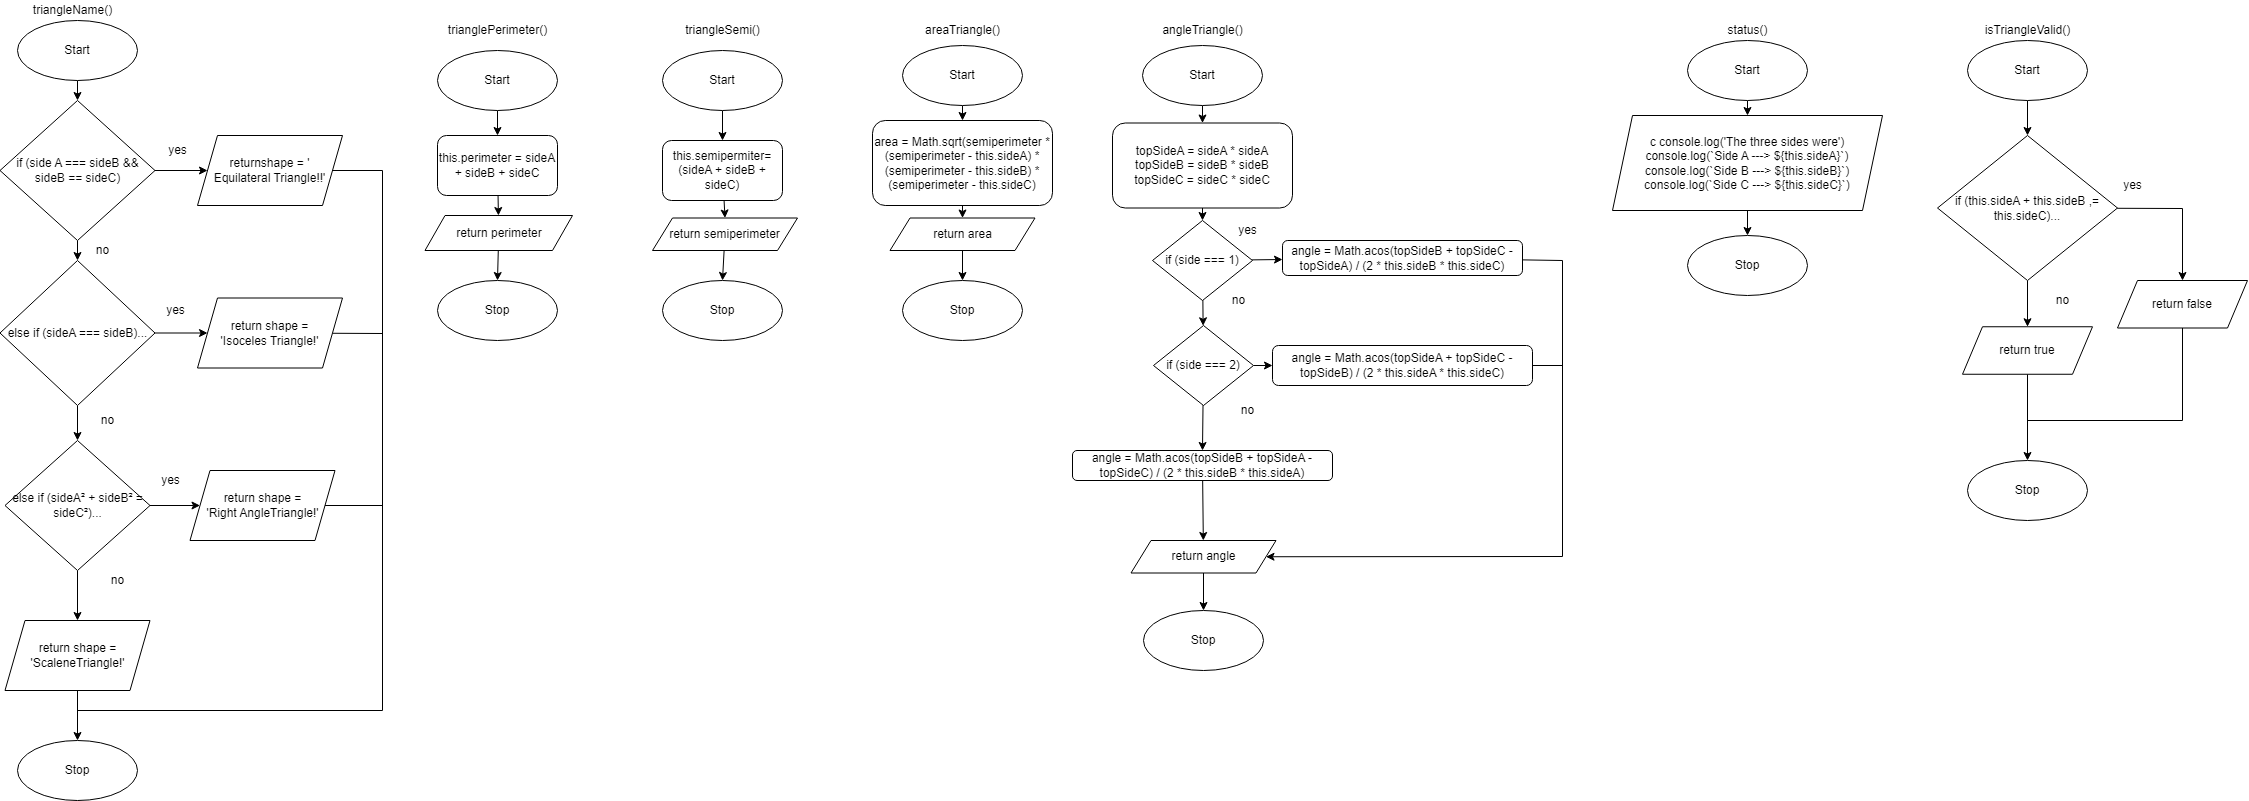 triangleName()
Start
if (side A === sideB &&
sideB == sideC)
yes
returnshape = '
Equilateral Triangle!!'
no
else if (sideA === sideB)...
yes
return shape =
'Isoceles Triangle!'
no
else if (sideA² + sideB² =
sideC²)...
yes
return shape =
'Right AngleTriangle!'
no
return shape =
'ScaleneTriangle!'
Stop
trianglePerimeter()
Start
this.perimeter = sideA
+ sideB + sideC
return perimeter
Stop
triangleSemi()
Start
this.semipermiter=
(sideA + sideB +
sideC)
return semiperimeter
Stop
areaTriangle()
Start
area = Math.sqrt(semiperimeter *
(semiperimeter - this.sideA) *
(semiperimeter - this.sideB) *
(semiperimeter - this.sideC)
return area
Stop
angleTriangle()
Start
topSideA = sideA * sideA
topSideB = sideB * sideB
topSideC = sideC * sideC
if (side === 1)
yes
angle = Math.acos(topSideB + topSideC -
topSideA) / (2 * this.sideB * this.sideC)
no
if (side === 2)
angle = Math.acos(topSideA + topSideC -
topSideB) / (2 * this.sideA * this.sideC)
no
angle = Math.acos(topSideB + topSideA -
topSideC) / (2 * this.sideB * this.sideA)
return angle
Stop
status()
Start
c console.log('The three sides were')
console.log(`Side A ---> ${this.sideA}`)
console.log(`Side B ---> ${this.sideB}`)
console.log(`Side C ---> ${this.sideC}`)
Stop
isTriangleValid()
Start
if (this.sideA + this.sideB ,=
this.sideC)...
yes
return false
no
return true
Stop